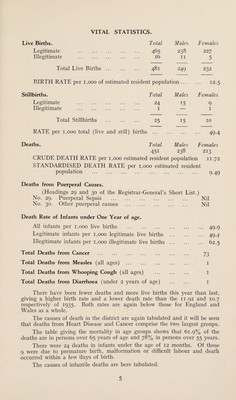 VITAL STATISTICS.
Live Births. Total Males Females
Legitimate ... ... ... ... ... 465 238 227
Illegitimate ... ... ... ... ... 16 11 5
Total Live Births ... ... ... 481 249 232
BIRTH RATE per 1,000 of estimated resident population ... ... 12.5
Stillbirths. Total Males Females
Legitimate ... ... ... ... ... 24 15 9
Illegitimate ... ... ... ... ... 1 — 1
Total Stillbirths ... ... ... 25 15 10
RATE per 1,000 total (live and still) births ... ... ... ... 49.4
Deaths. Total Males Females
451 238 213
CRUDE DEATH RATE per 1,000 estimated resident population 11.72
STANDARDISED DEATH RATE per 1,000 estimated resident
population ... ... ... ... ... ... ... ... 9.49
Deaths from Puerperal Causes.
(Headings 29 and 30 of the Registrar-General's Short List.)
No. 29. Puerperal Sepsis ... ... ... ... ... ... Nil
No. 30. Other puerperal causes ... ... ... ... ... Nil
Death Rate of Infants under One Year of age.
All infants per 1,000 live births ... ... ... ... ... 49.9
Legitimate infants per 1,000 legitimate live births ... ... ... 49.4
Illegitimate infants per 1,000 illegitimate live births ... ... ... 62.5
Total Deaths from Cancer ... ... ... ... ... ... ... 73
Total Deaths from Measles (all ages) ... ... ... ... ... 1
Total Deaths from Whooping Cough (all ages) ... ... ... ... 1
Total Deaths from Diarrhœa (under 2 years of age) ... ... ... 1
There have been fewer deaths and more live births this year than last,
giving a higher birth rate and a lower death rate than the 11.92 and 10.7
respectively of 1935. Both rates are again below those for England and
Wales as a whole.
The causes of death in the district are again tabulated and it will be seen
that deaths from Heart Disease and Cancer comprise the two largest groups.
The table giving the mortality in age groups shows that 61.9% of the
deaths are in persons over 65 years of age and 78% in persons over 55 years.
There were 24 deaths in infants under the age of 12 months. Of these
9 were due to premature birth, malformation or difficult labour and death
occurred within a few days of birth.
The causes of infantile deaths are here tabulated.
5